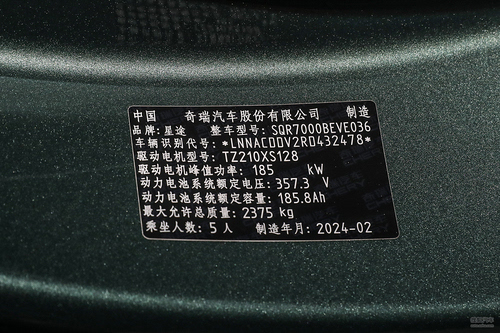 中国 奇瑞汽车股份有限公司 制造
品牌:星途 整车型号:SQR7000BEVE036
车辆识别代号:*LNNACDDV2RD432478*
驱动电机型号:TZ210XS128
驱动电机峰值功率:185 kW
动力电池系统额定电压:357.3 V
动力电池系统额定容量:185.8Ah
最大允许总质量:2375 kg
乘坐人数:5人 制造年月:2024-02